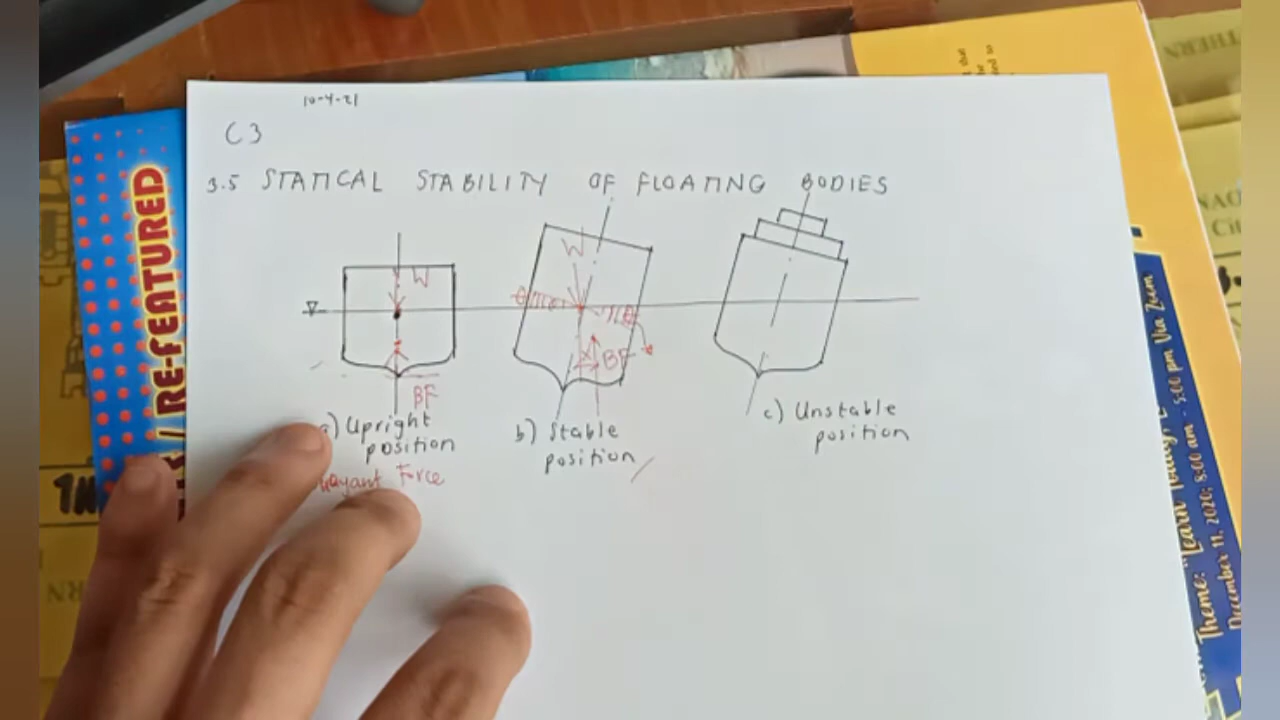 10-4-21
C3
3.5 STATICAL STABILITY OF FLOATING BODIES
W
W
BF
BF
a) Upright
position
b) Stable
position
c) Unstable
position
Force
/ RE-FEATURED
Theme: "Learn Today,
December 11, 2020; 8:00 am - 5:00 pm Via Zoom
THERN